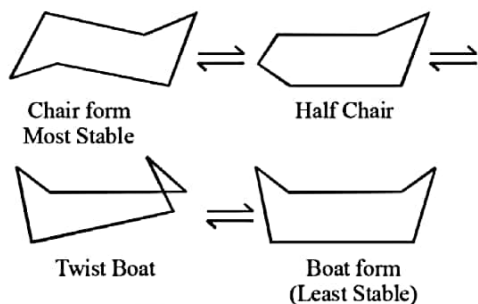 Chair form
Most Stable
Half Chair
Twist Boat
Boat form
(Least Stable)